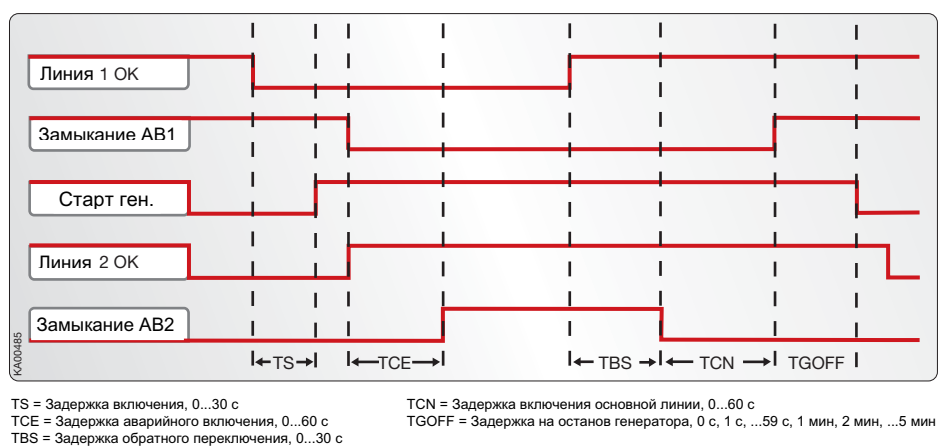 Линия 1 OK
Замыкание АВ1
Старт ген.
Линия 2 OK
Замыкание АВ2
KA00485
TS TCE TBS TCN TGOFF
TS = Задержка включения, 0...30 с
TCE = Задержка аварийного включения, 0...60 с
TBS = Задержка обратного переключения, 0...30 с
TCN = Задержка включения основной линии, 0...60 с
TGOFF = Задержка на останов генератора, 0 с, 1 с, ...59 с, 1 мин, 2 мин, ...5 мин